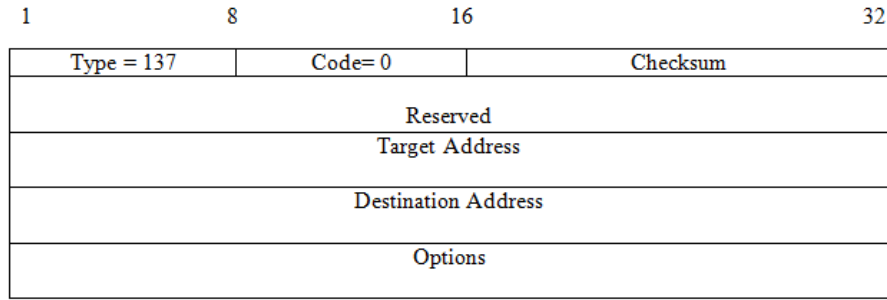 1 8 16 32
Type = 137 Code= 0 Checksum
Reserved
Target Address
Destination Address
Options